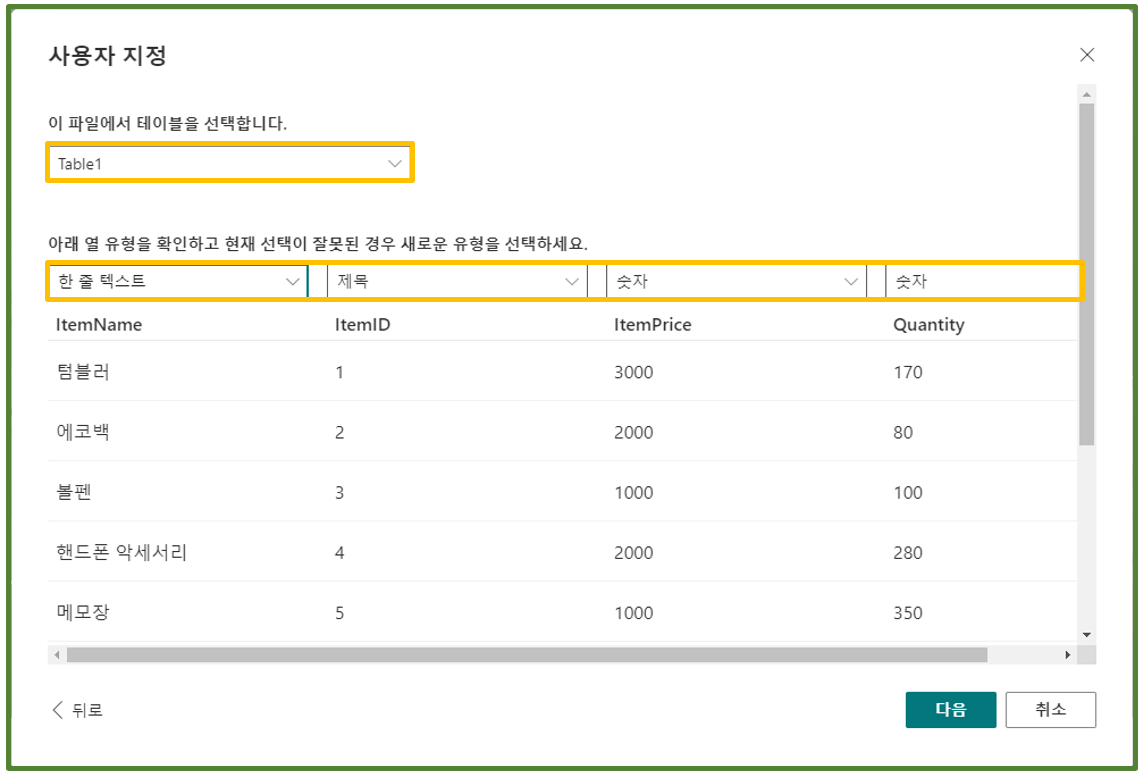 사용자 지정
이 파일에서 테이블을 선택합니다.
Table1
아래 열 유형을 확인하고 현재 선택이 잘못된 경우 새로운 유형을 선택하세요.
한 줄 텍스트 제목 숫자 숫자
ItemName ItemID ItemPrice Quantity
텀블러 1 3000 170
에코백 2 2000 80
볼펜 3 1000 100
핸드폰 악세서리 4 2000 280
메모장 5 1000 350
뒤로 다음 취소